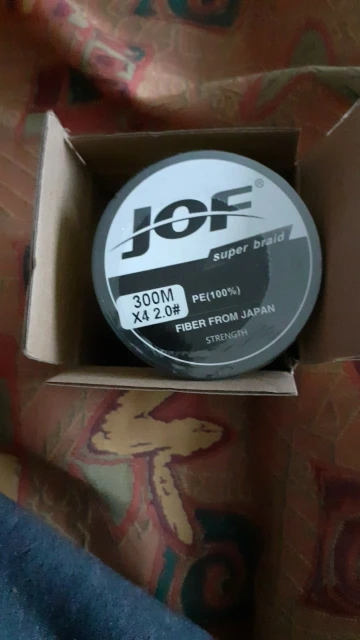 JOF®
super braid
300M
X4 2.0#
PE(100%)
FIBER FROM JAPAN
STRENGTH